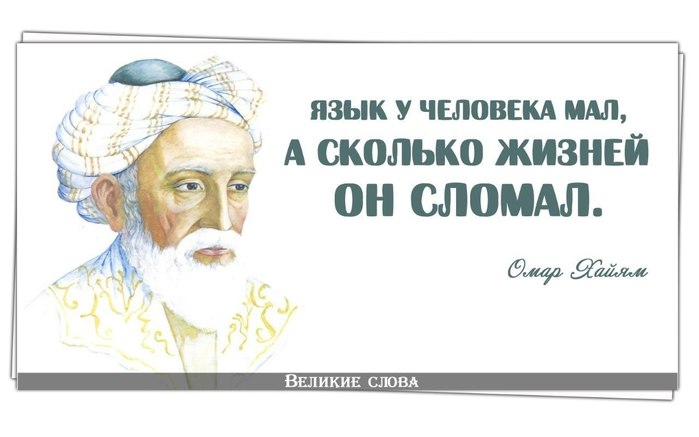 ЯЗЫК У ЧЕЛОВЕКА МАЛ,
А СКОЛЬКО ЖИЗНЕЙ
ОН СЛОМАЛ.
Омар Хайям
ВЕЛИКИЕ СЛОВА